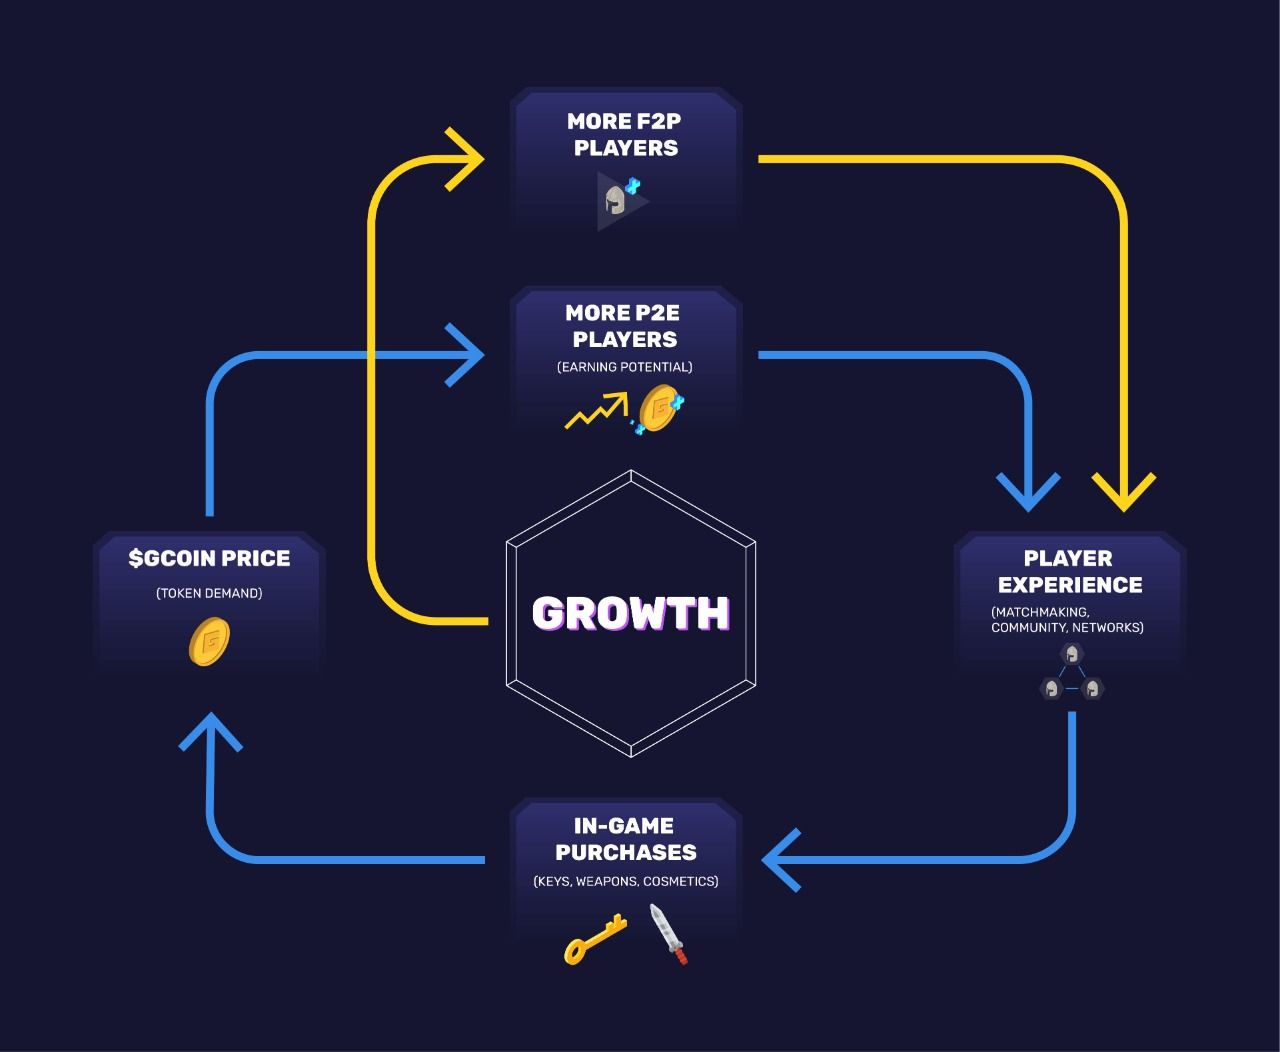 MORE F2P
PLAYERS
MORE P2E
PLAYERS
(EARNING POTENTIAL)
$GCOIN PRICE
(TOKEN DEMAND)
GROWTH
PLAYER
EXPERIENCE
(MATCHMAKING,
COMMUNITY, NETWORKS)
IN-GAME
PURCHASES
(KEYS, WEAPONS, COSMETICS)